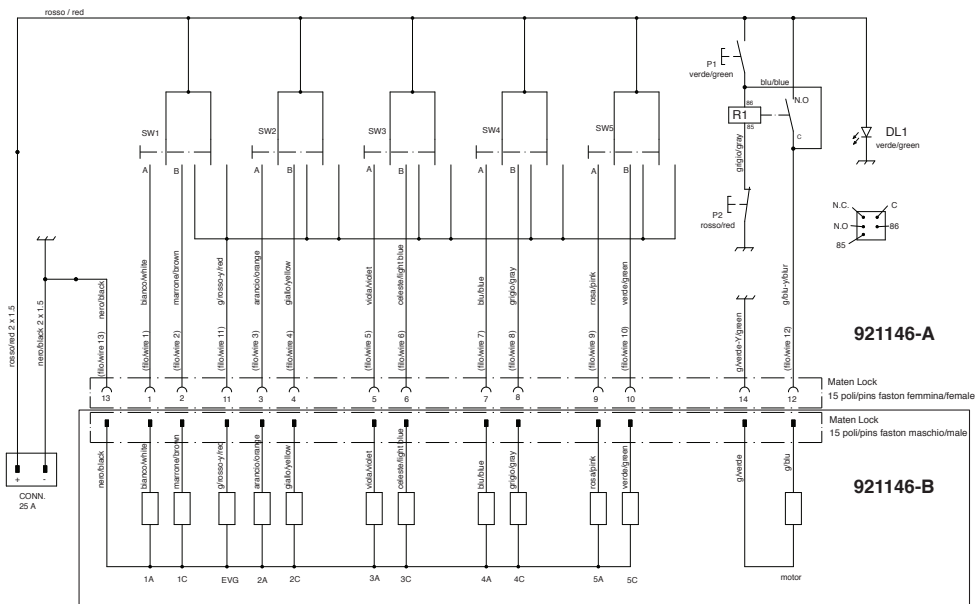 rosso / red
P1
verde/green
blu/blue
86
R1
85
N.O
C
DL1
verde/green
SW1
SW2
SW3
SW4
SW5
A
B
A
B
A
B
A
B
A
B
grigio/gray
P2
rosso/red
N.C.
C
N.O
86
85
rosso/red 2 x 1.5
nero/black 2 x 1.5
(filo/wire 13) nero/black
(filo/wire 1) bianco/white
(filo/wire 2) marrone/brown
(filo/wire 11) g/rosso-y/red
(filo/wire 3) arancio/orange
(filo/wire 4) giallo/yellow
(filo/wire 5) viola/violet
(filo/wire 6) celeste/light blue
(filo/wire 7) blu/blue
(filo/wire 8) grigio/gray
(filo/wire 9) rosa/pink
(filo/wire 10) verde/green
g/verde-Y/green
(filo/wire 12) g/blu-y/blur
921146-A
Maten Lock
15 poli/pins faston femmina/female
13
1
2
11
3
4
5
6
7
8
9
10
14
12
Maten Lock
15 poli/pins faston maschio/male
nero/black
bianco/white
marrone/brown
g/rosso-y/red
arancio/orange
giallo/yellow
viola/violet
celeste/light blue
blu/blue
grigio/gray
rosa/pink
verde/green
g/verde
g/blu
921146-B
+
-
CONN.
25 A
1A
1C
EVG
2A
2C
3A
3C
4A
4C
5A
5C
motor